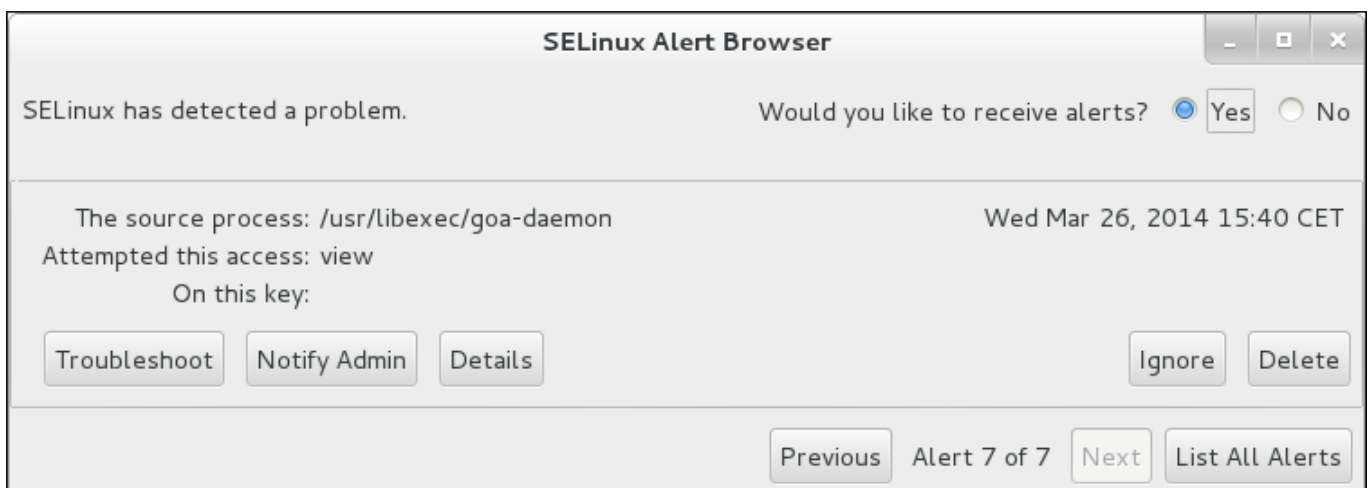 SELinux Alert Browser
SELinux has detected a problem.
Would you like to receive alerts? Yes No
The source process: /usr/libexec/goa-daemon
Wed Mar 26, 2014 15:40 CET
Attempted this access: view
On this key:
Troubleshoot Notify Admin Details Ignore Delete
Previous Alert 7 of 7 Next List All Alerts